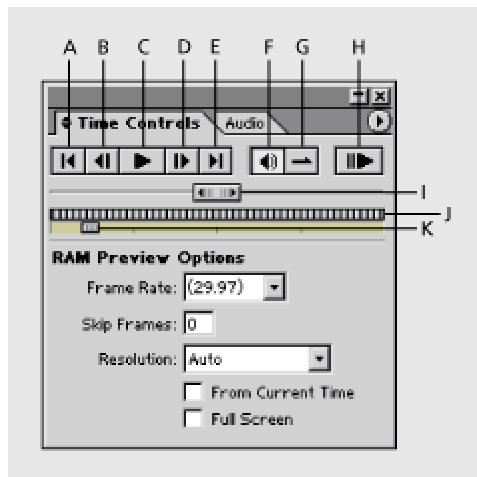 A B C D E F G H
Time Controls Audio
I
J
K
RAM Preview Options
Frame Rate: (29.97)
Skip Frames: 0
Resolution: Auto
From Current Time
Full Screen